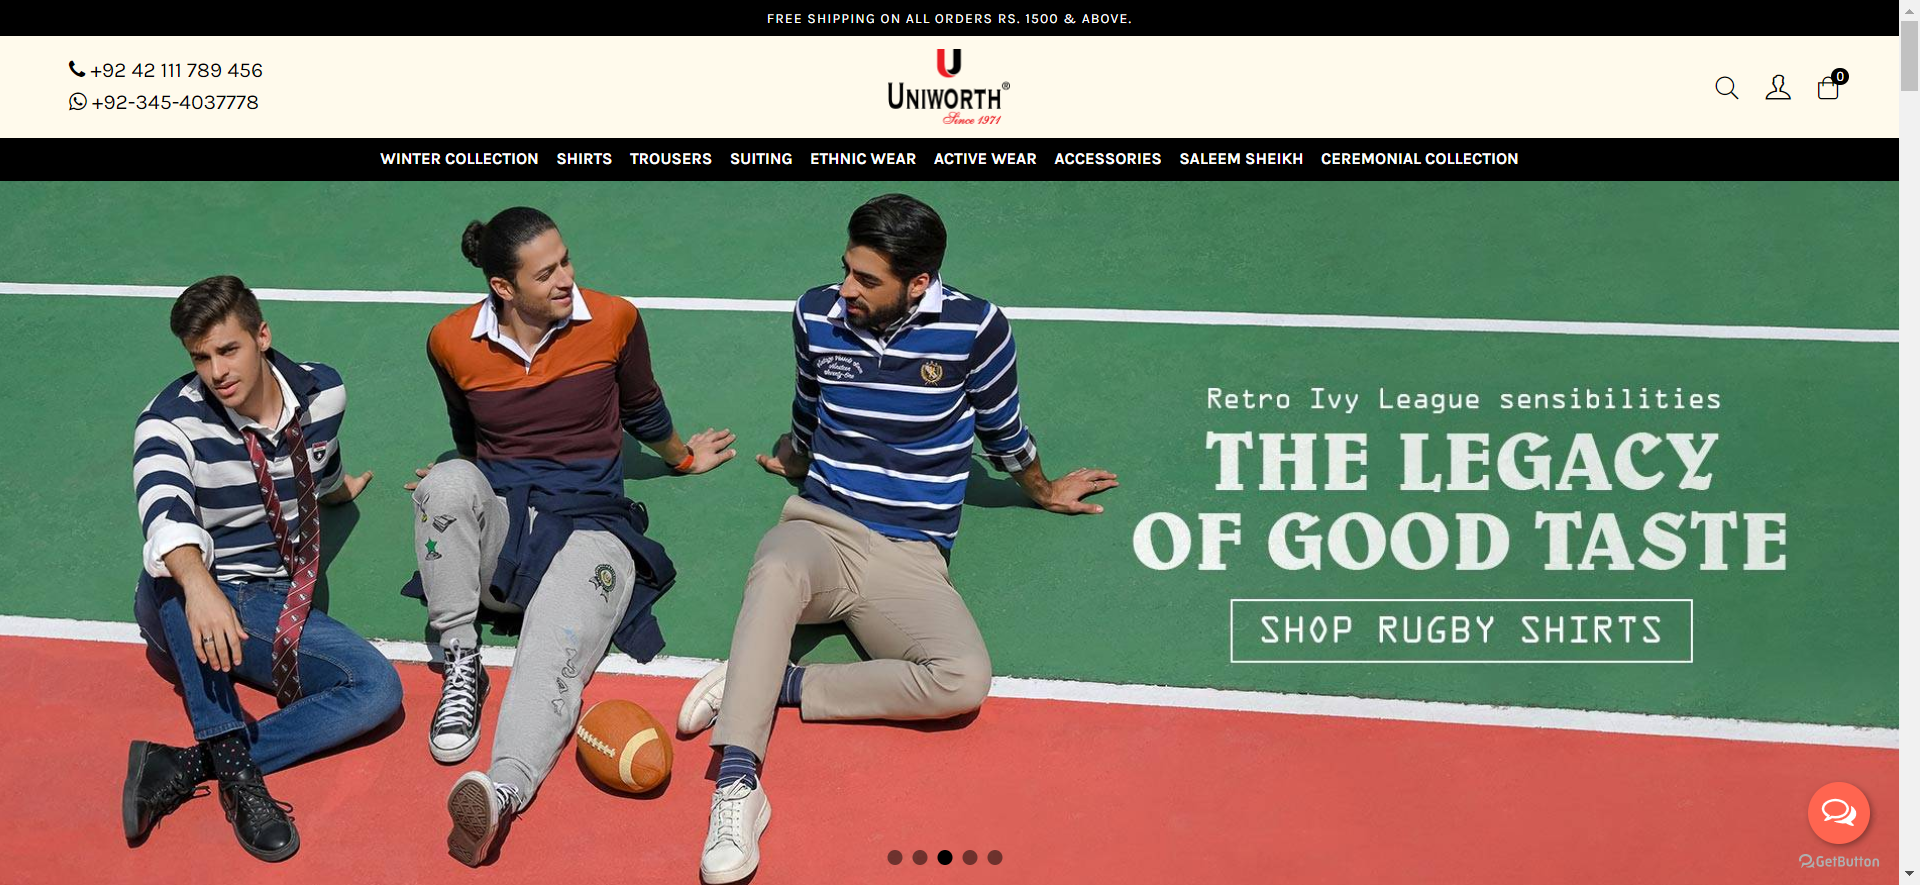 FREE SHIPPING ON ALL ORDERS RS. 1500 & ABOVE.
+92 42 111 789 456
+92-345-4037778
UNIWORTH®
Since 1971
0
WINTER COLLECTION SHIRTS TROUSERS SUITING ETHNIC WEAR ACTIVE WEAR ACCESSORIES SALEEM SHEIKH CEREMONIAL COLLECTION
Retro Ivy League sensibilities
THE LEGACY
OF GOOD TASTE
SHOP RUGBY SHIRTS
GetButton